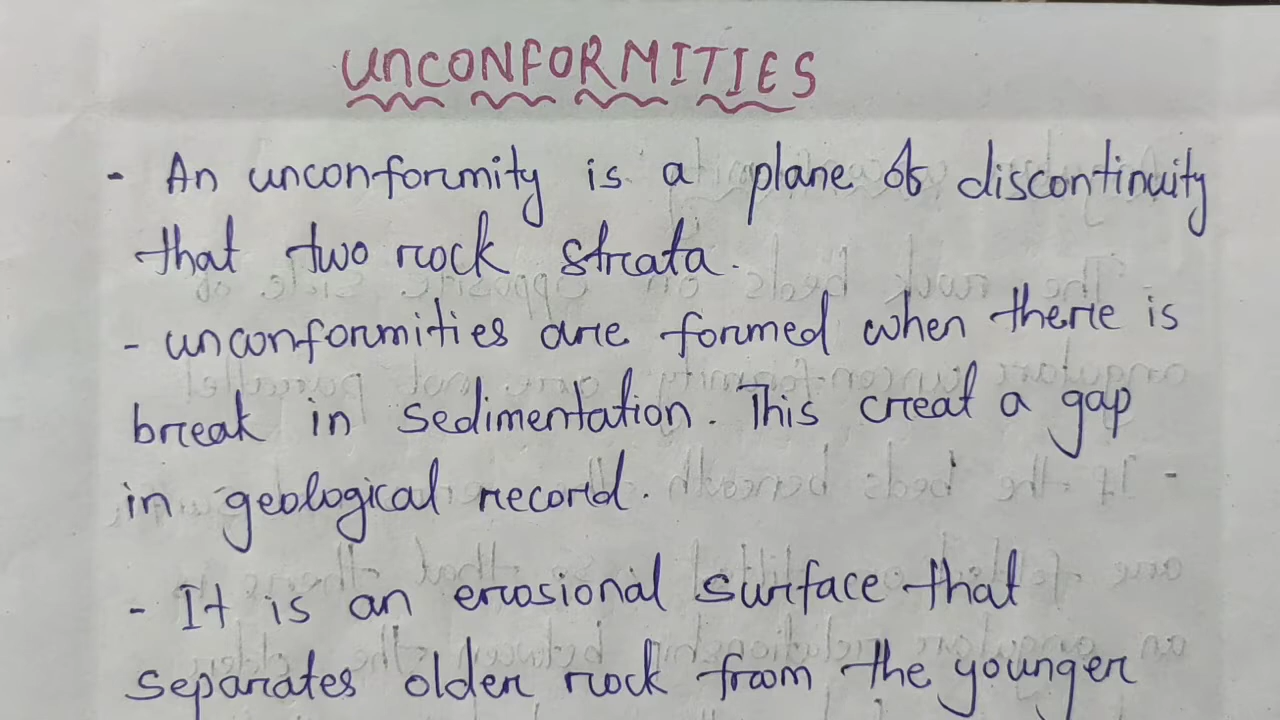 UNCONFORMITIES
- An unconformity is a plane of discontinuity
that two rock strata.
- unconformities are formed when there is
break in sedimentation. This creat a gap
in geological record.
- It is an erosional surface that
separates older rock from the younger